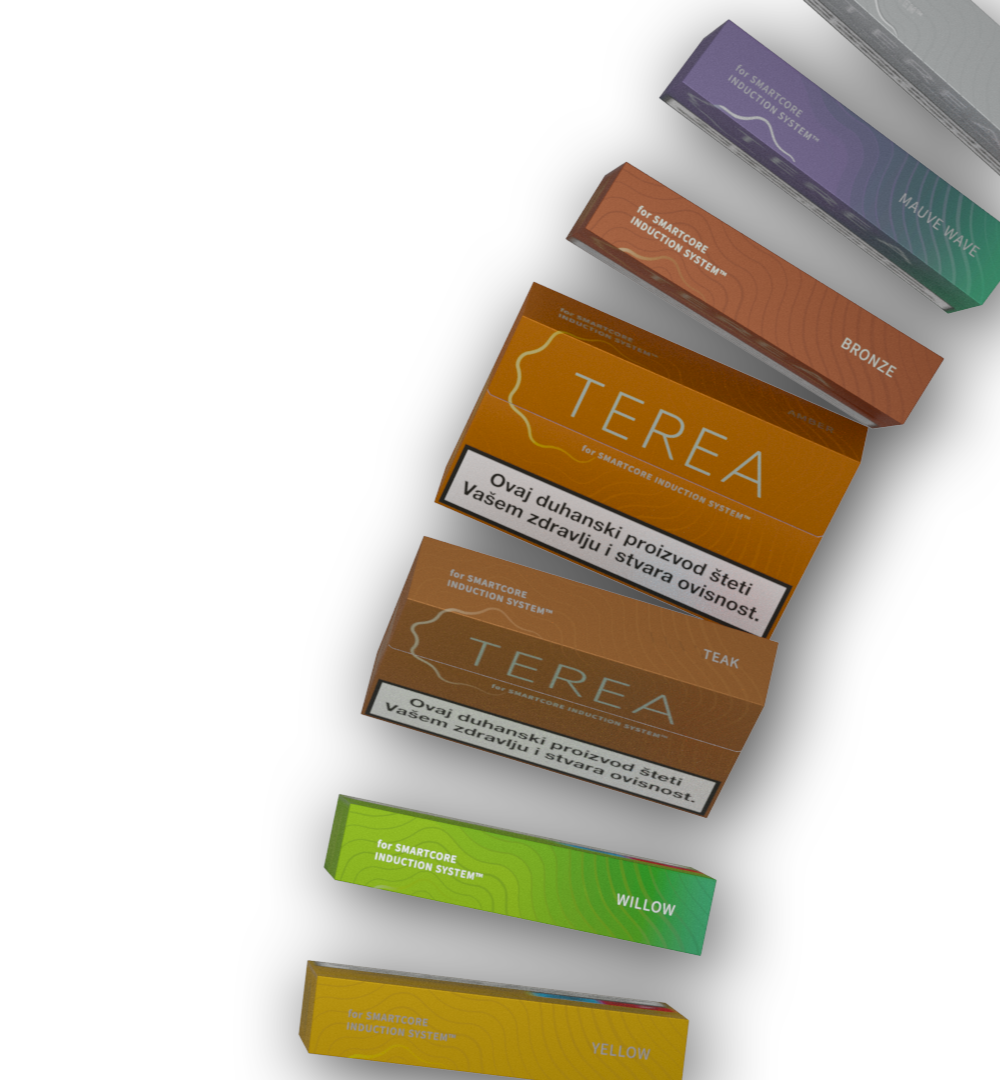 for SMARTCORE
INDUCTION SYSTEM™
MAUVE WAVE
for SMARTCORE
INDUCTION SYSTEM™
BRONZE
for SMARTCORE
INDUCTION SYSTEM™
AMBER
TEREA
for SMARTCORE INDUCTION SYSTEM™
Ovaj duhanski proizvod šteti
Vašem zdravlju i stvara ovisnost.
for SMARTCORE
INDUCTION SYSTEM™
TEAK
TEREA
for SMARTCORE INDUCTION SYSTEM™
Ovaj duhanski proizvod šteti
Vašem zdravlju i stvara ovisnost.
for SMARTCORE
INDUCTION SYSTEM™
WILLOW
for SMARTCORE
INDUCTION SYSTEM™
YELLOW